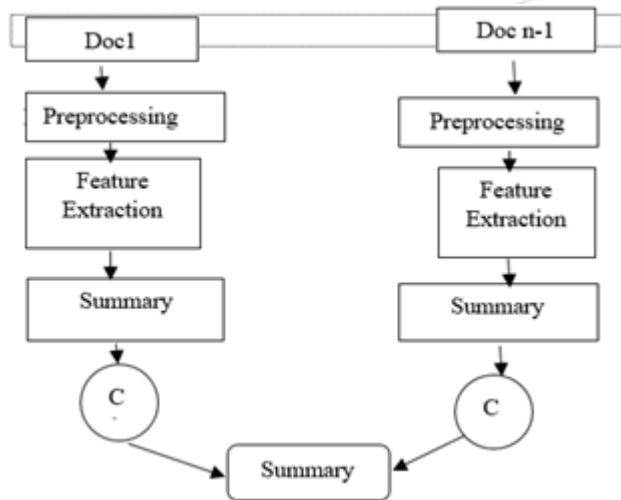 Doc1
Preprocessing
Feature
Extraction
Summary
C
Doc n-1
Preprocessing
Feature
Extraction
Summary
C
Summary